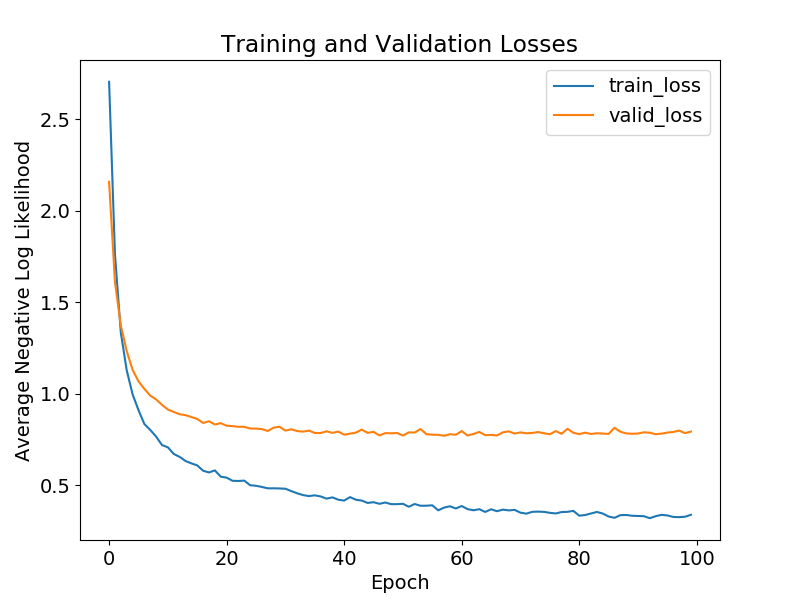 Training and Validation Losses
train_loss
valid_loss
Average Negative Log Likelihood
2.5
2.0
1.5
1.0
0.5
0 20 40 60 80 100
Epoch